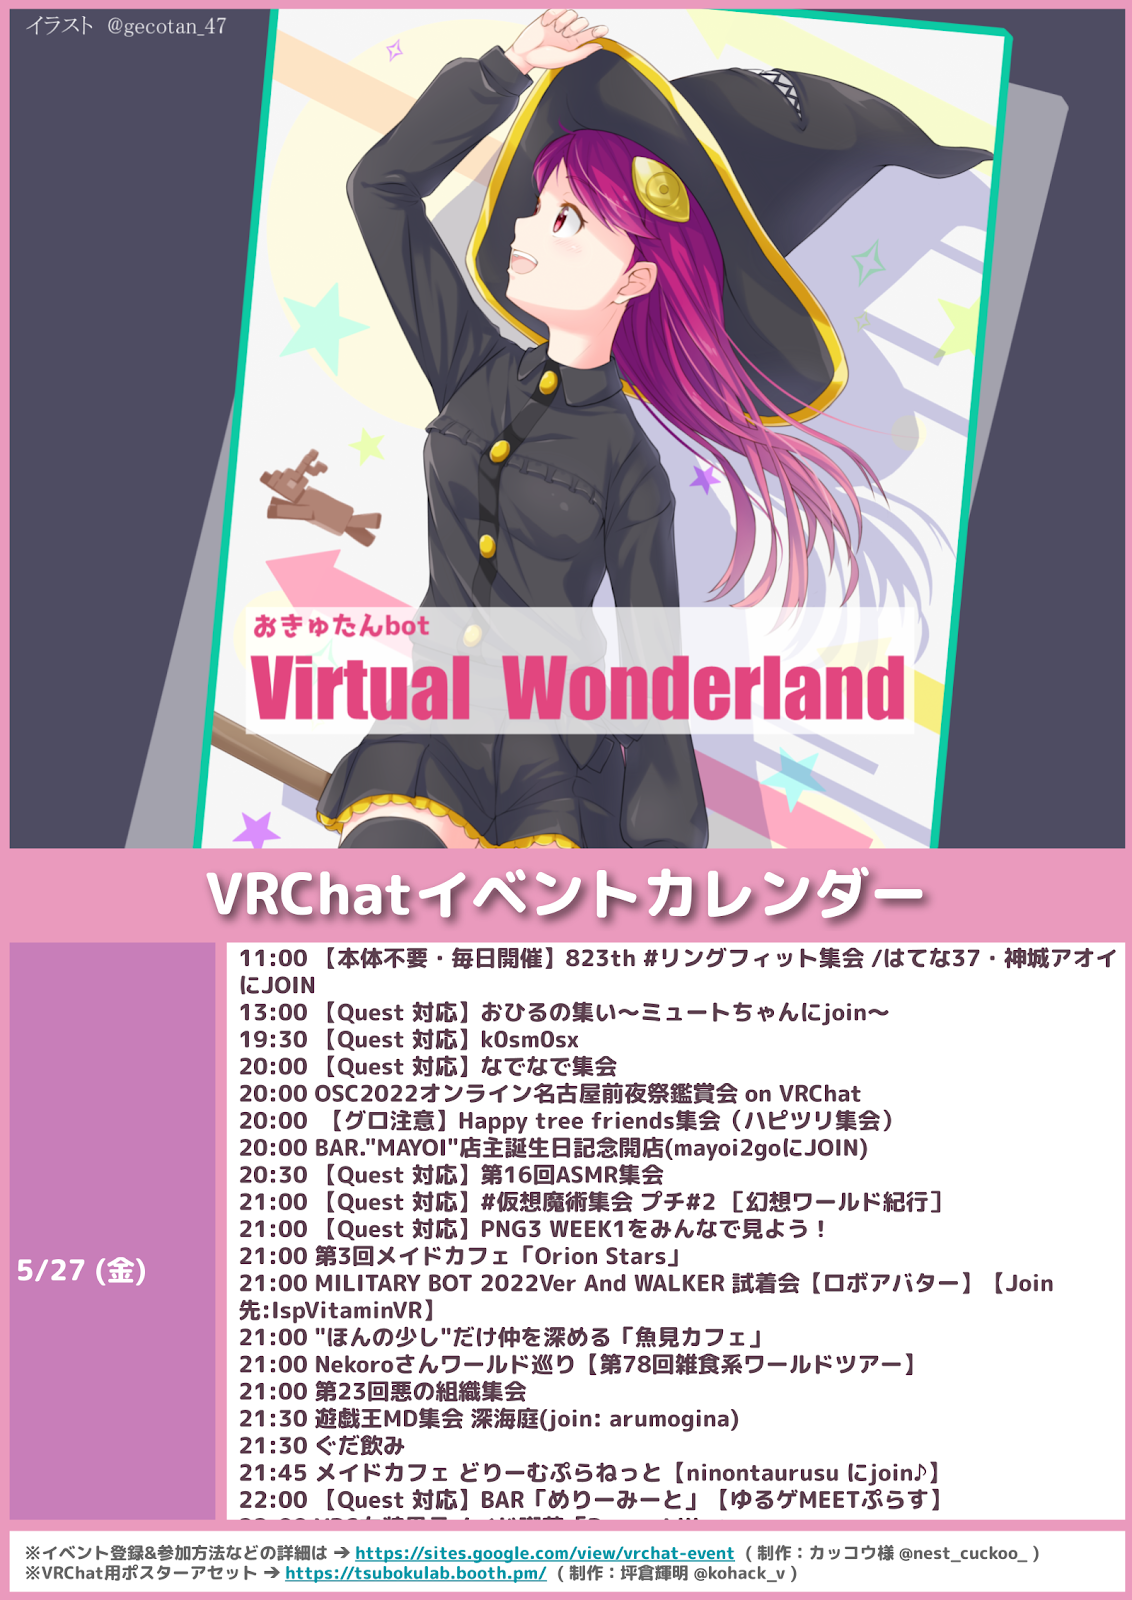 イラスト @gecotan_47
おきゅたんbot
Virtual Wonderland
VRChatイベントカレンダー
5/27 (金)
11:00 【本体不要・毎日開催】823th #リングフィット集会 /はてな37・神城アオイ
にJOIN
13:00 【Quest 対応】おひるの集い〜ミュートちゃんにjoin〜
19:30 【Quest 対応】k0sm0sx
20:00 【Quest 対応】なでなで集会
20:00 OSC2022オンライン名古屋前夜祭鑑賞会 on VRChat
20:00 【グロ注意】Happy tree friends集会（ハピツリ集会）
20:00 BAR."MAYOI"店主誕生日記念開店(mayoi2goにJOIN)
20:30 【Quest 対応】第16回ASMR集会
21:00 【Quest 対応】#仮想魔術集会 プチ#2 ［幻想ワールド紀行］
21:00 【Quest 対応】PNG3 WEEK1をみんなで見よう！
21:00 第3回メイドカフェ「Orion Stars」
21:00 MILITARY BOT 2022Ver And WALKER 試着会【ロボアバター】【Join
先:IspVitaminVR】
21:00 "ほんの少し"だけ仲を深める「魚見カフェ」
21:00 Nekoroさんワールド巡り【第78回雑食系ワールドツアー】
21:00 第23回悪の組織集会
21:30 遊戯王MD集会 深海庭(join: arumogina)
21:30 ぐだ飲み
21:45 メイドカフェ どりーむぷらねっと【ninontaurusu にjoin♪】
22:00 【Quest 対応】BAR「めりーみーと」【ゆるゲMEETぷらす】
※イベント登録&参加方法などの詳細は ➔ https://sites.google.com/view/vrchat-event ( 制作：カッコウ様 @nest_cuckoo_ )
※VRChat用ポスターアセット ➔ https://tsubokulab.booth.pm/ ( 制作：坪倉輝明 @kohack_v )